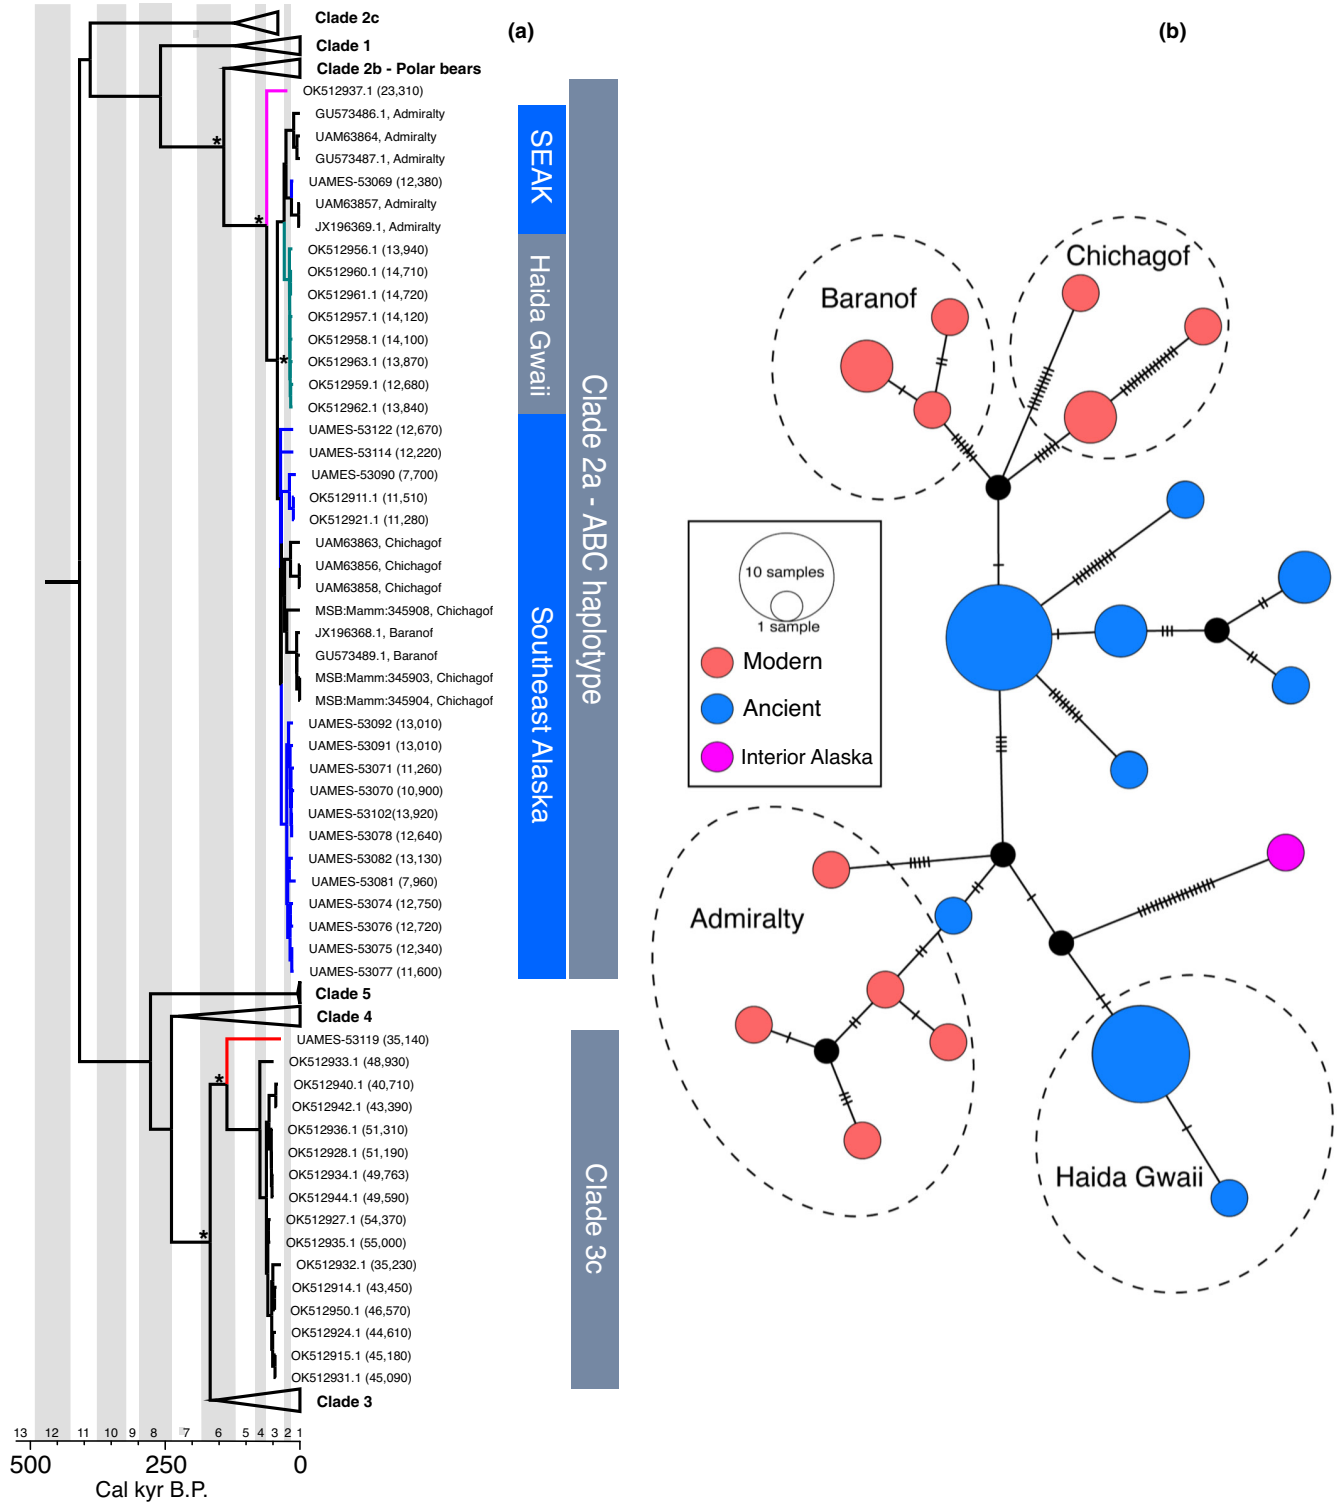 (a)
Clade 2c
Clade 1
Clade 2b - Polar bears
OK512937.1 (23,310)
GU573486.1, Admiralty
UAM63864, Admiralty
GU573487.1, Admiralty
UAMES-53069 (12,380)
UAM63857, Admiralty
JX196369.1, Admiralty
OK512956.1 (13,940)
OK512960.1 (14,710)
OK512961.1 (14,720)
OK512957.1 (14,120)
OK512958.1 (14,100)
OK512963.1 (13,870)
OK512959.1 (12,680)
OK512962.1 (13,840)
UAMES-53122 (12,670)
UAMES-53114 (12,220)
UAMES-53090 (7,700)
OK512911.1 (11,510)
OK512921.1 (11,280)
UAM63863, Chichagof
UAM63856, Chichagof
UAM63858, Chichagof
MSB:Mamm:345908, Chichagof
JX196368.1, Baranof
GU573489.1, Baranof
MSB:Mamm:345903, Chichagof
MSB:Mamm:345904, Chichagof
UAMES-53092 (13,010)
UAMES-53091 (13,010)
UAMES-53071 (11,260)
UAMES-53070 (10,900)
UAMES-53102(13,920)
UAMES-53078 (12,640)
UAMES-53082 (13,130)
UAMES-53081 (7,960)
UAMES-53074 (12,750)
UAMES-53076 (12,720)
UAMES-53075 (12,340)
UAMES-53077 (11,600)
Clade 5
Clade 4
UAMES-53119 (35,140)
OK512933.1 (48,930)
OK512940.1 (40,710)
OK512942.1 (43,390)
OK512936.1 (51,310)
OK512928.1 (51,190)
OK512934.1 (49,763)
OK512944.1 (49,590)
OK512927.1 (54,370)
OK512935.1 (55,000)
OK512932.1 (35,230)
OK512914.1 (43,450)
OK512950.1 (46,570)
OK512924.1 (44,610)
OK512915.1 (45,180)
OK512931.1 (45,090)
Clade 3
* * * * *
SEAK
Haida Gwaii
Southeast Alaska
Clade 2a - ABC haplotype
Clade 3c
13 12 11 10 9 8 7 6 5 4 3 2 1
500 250 0
Cal kyr B.P.
(b)
Baranof
Chichagof
10 samples
1 sample
Modern
Ancient
Interior Alaska
Admiralty
Haida Gwaii